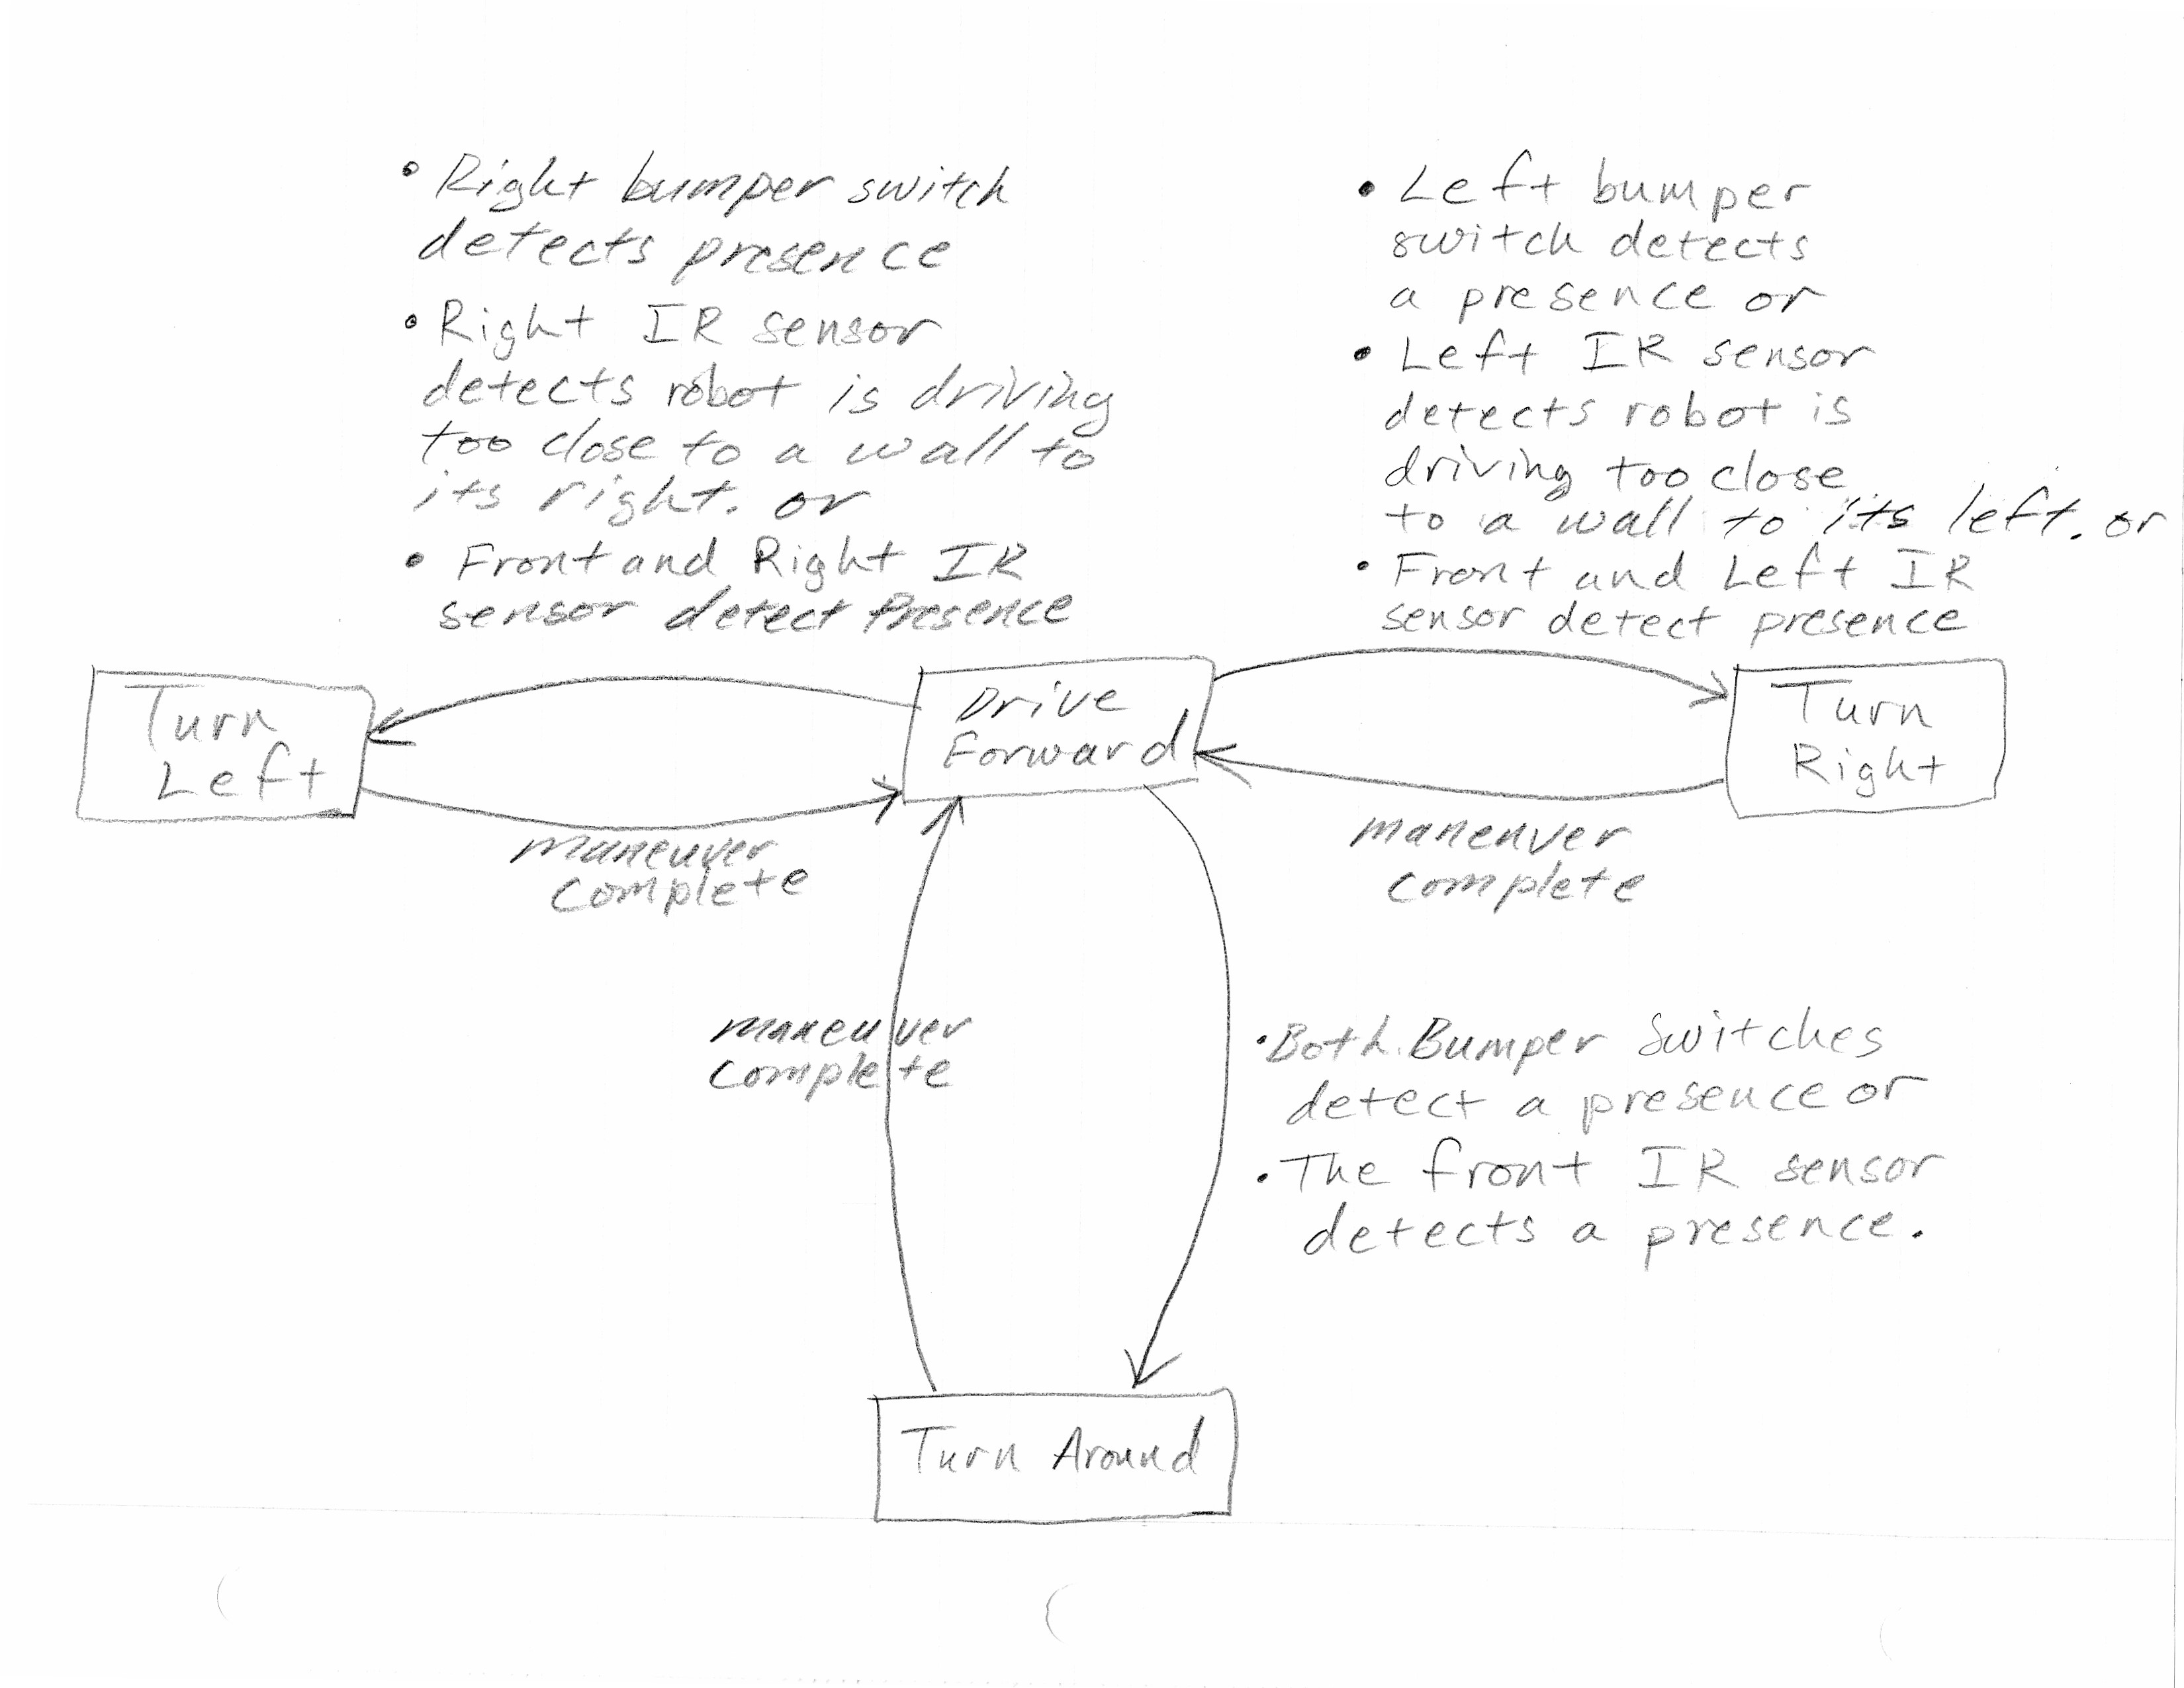 • Right bumper switch
detects presence
• Right IR sensor
detects robot is driving
too close to a wall to
its right. or
• Front and Right IR
sensor detect Presence
• Left bumper
switch detects
a presence or
• Left IR sensor
detects robot is
driving too close
to a wall to its left. or
• Front and Left IR
sensor detect presence
Turn
Left
Drive
Forward
Turn
Right
maneuver
complete
maneuver
complete
maneuver
complete
• Both Bumper Switches
detect a presence or
• The front IR sensor
detects a presence.
Turn Around